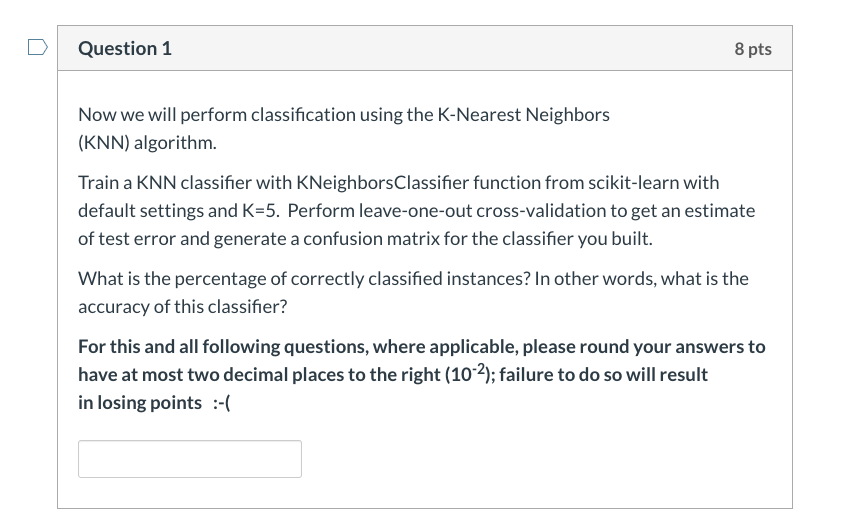 Question 1
8 pts
Now we will perform classification using the K-Nearest Neighbors
(KNN) algorithm.
Train a KNN classifier with KNeighborsClassifier function from scikit-learn with
default settings and K=5. Perform leave-one-out cross-validation to get an estimate
of test error and generate a confusion matrix for the classifier you built.
What is the percentage of correctly classified instances? In other words, what is the
accuracy of this classifier?
For this and all following questions, where applicable, please round your answers to
have at most two decimal places to the right (10⁻²); failure to do so will result
in losing points :-(